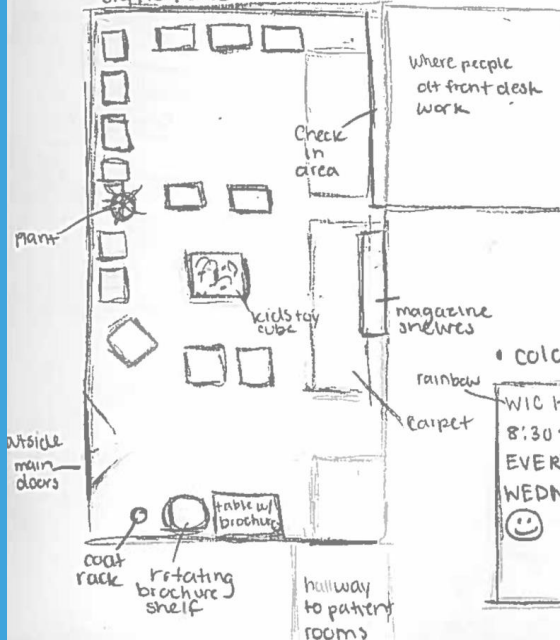 where people
at front desk
work
Check
in
area
plant
kids toy
cube
magazine
shelves
carpet
rainbow
WIC
8:30
EVER
WEDN
outside
main
doors
table w/
brochure
coat
rack
rotating
brochure
shelf
hallway
to patient
rooms